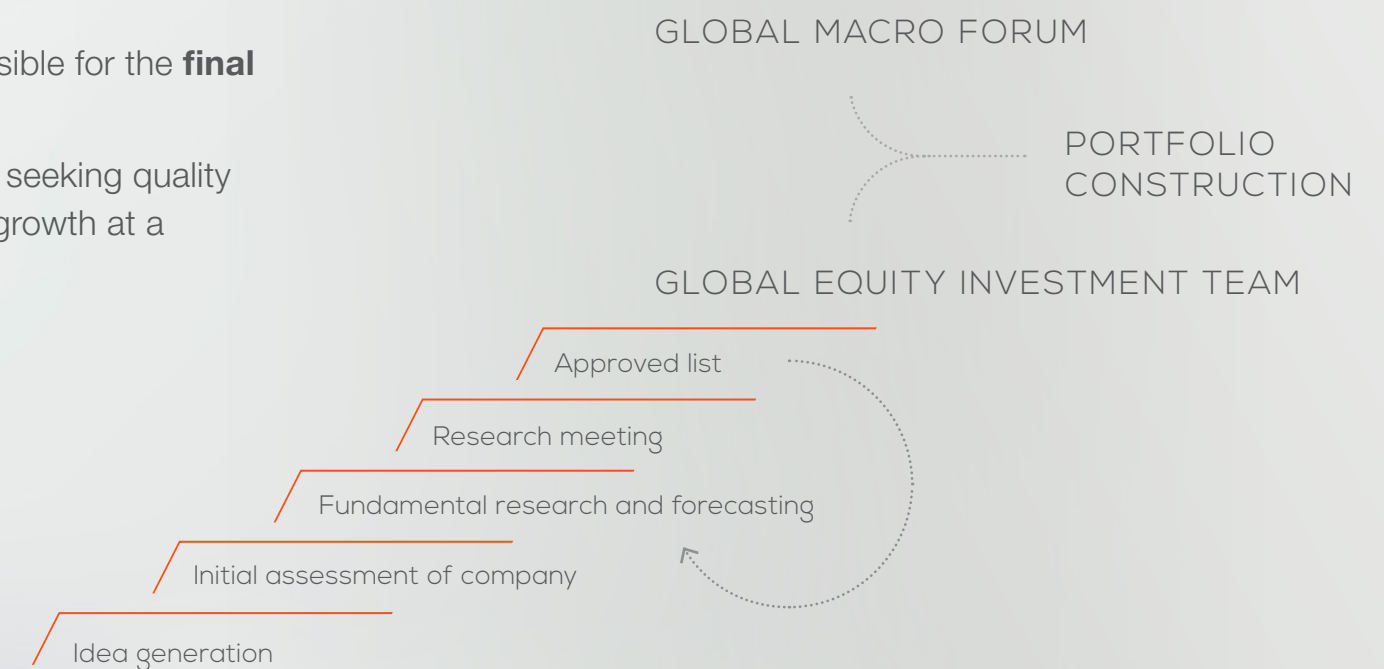 sible for the final
seeking quality
growth at a
GLOBAL MACRO FORUM
PORTFOLIO
CONSTRUCTION
GLOBAL EQUITY INVESTMENT TEAM
Approved list
Research meeting
Fundamental research and forecasting
Initial assessment of company
Idea generation